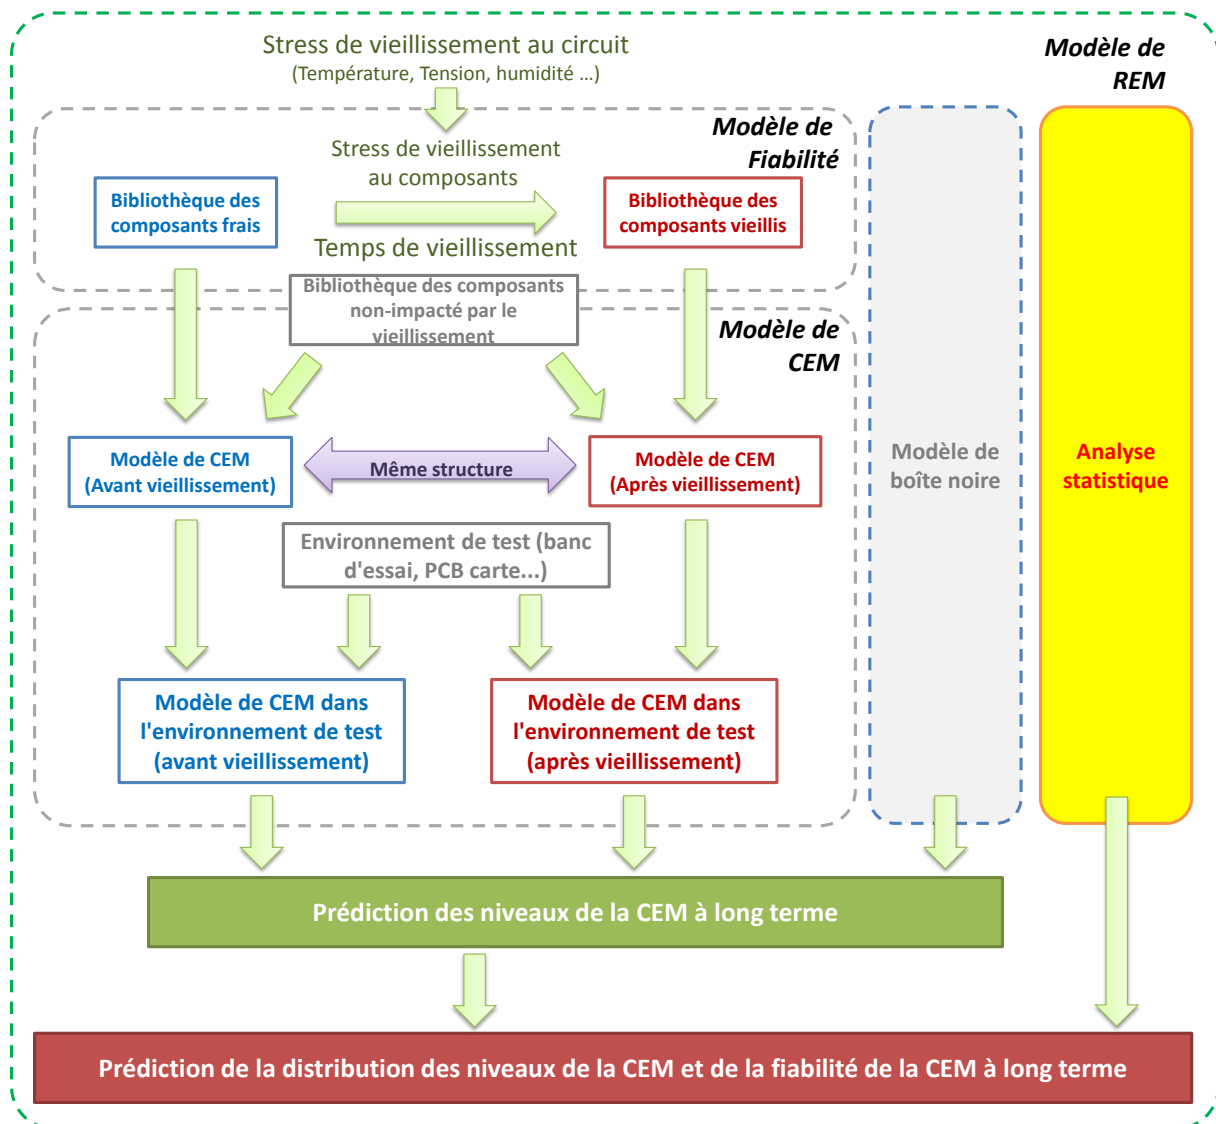 Stress de vieillissement au circuit
(Température, Tension, humidité ...)
Modèle de
REM
Modèle de
Fiabilité
Stress de vieillissement
au composants
Bibliothèque des
composants frais
Bibliothèque des
composants vieillis
Temps de vieillissement
Bibliothèque des composants
non-impacté par le
vieillissement
Modèle de
CEM
Modèle de CEM
(Avant vieillissement)
Même structure
Modèle de CEM
(Après vieillissement)
Modèle de
boîte noire
Analyse
statistique
Environnement de test (banc
d'essai, PCB carte...)
Modèle de CEM dans
l'environnement de test
(avant vieillissement)
Modèle de CEM dans
l'environnement de test
(après vieillissement)
Prédiction des niveaux de la CEM à long terme
Prédiction de la distribution des niveaux de la CEM et de la fiabilité de la CEM à long terme